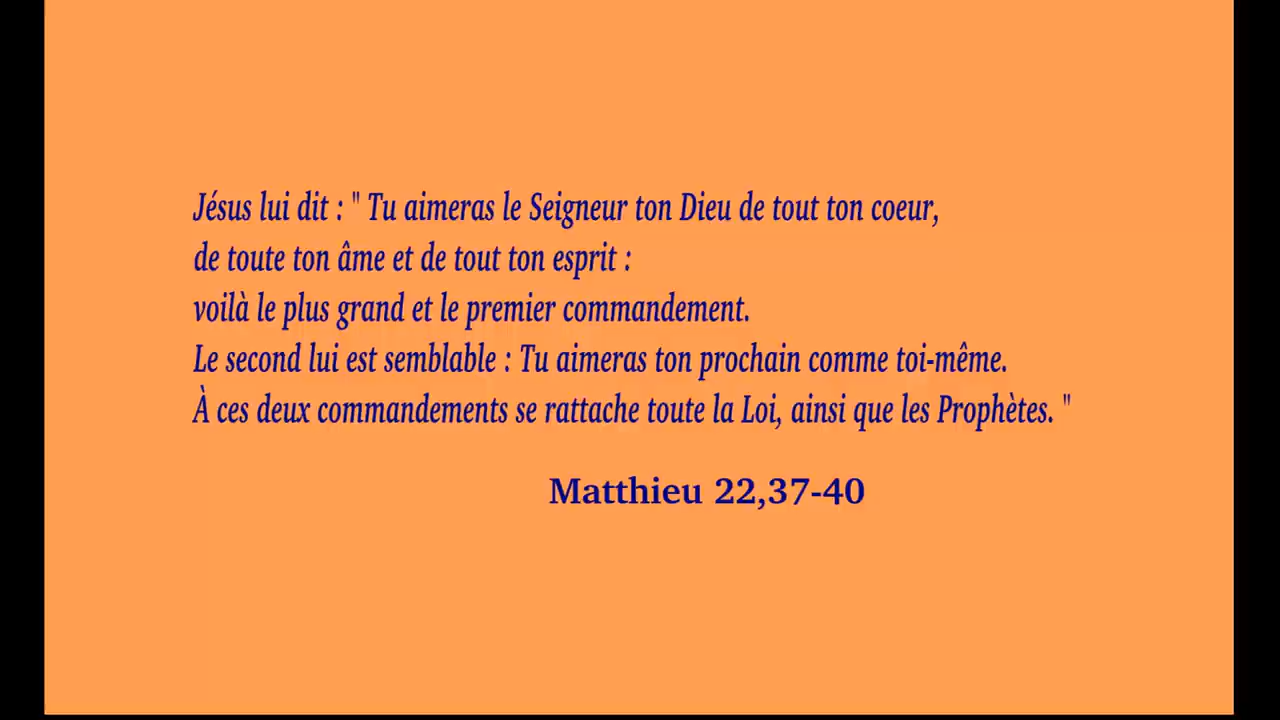 Jésus lui dit : " Tu aimeras le Seigneur ton Dieu de tout ton coeur,
de toute ton âme et de tout ton esprit :
voilà le plus grand et le premier commandement.
Le second lui est semblable : Tu aimeras ton prochain comme toi-même.
À ces deux commandements se rattache toute la Loi, ainsi que les Prophètes. "
Matthieu 22,37-40